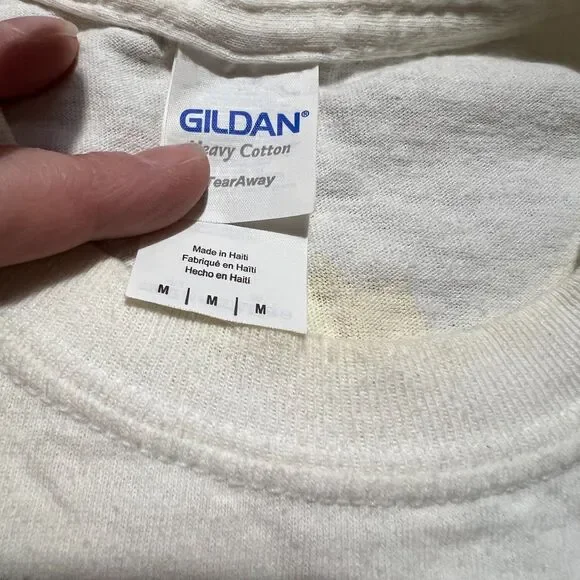 GILDAN®
Heavy Cotton
TearAway
Made in Haiti
Fabriqué en Haïti
Hecho en Haiti
M | M | M